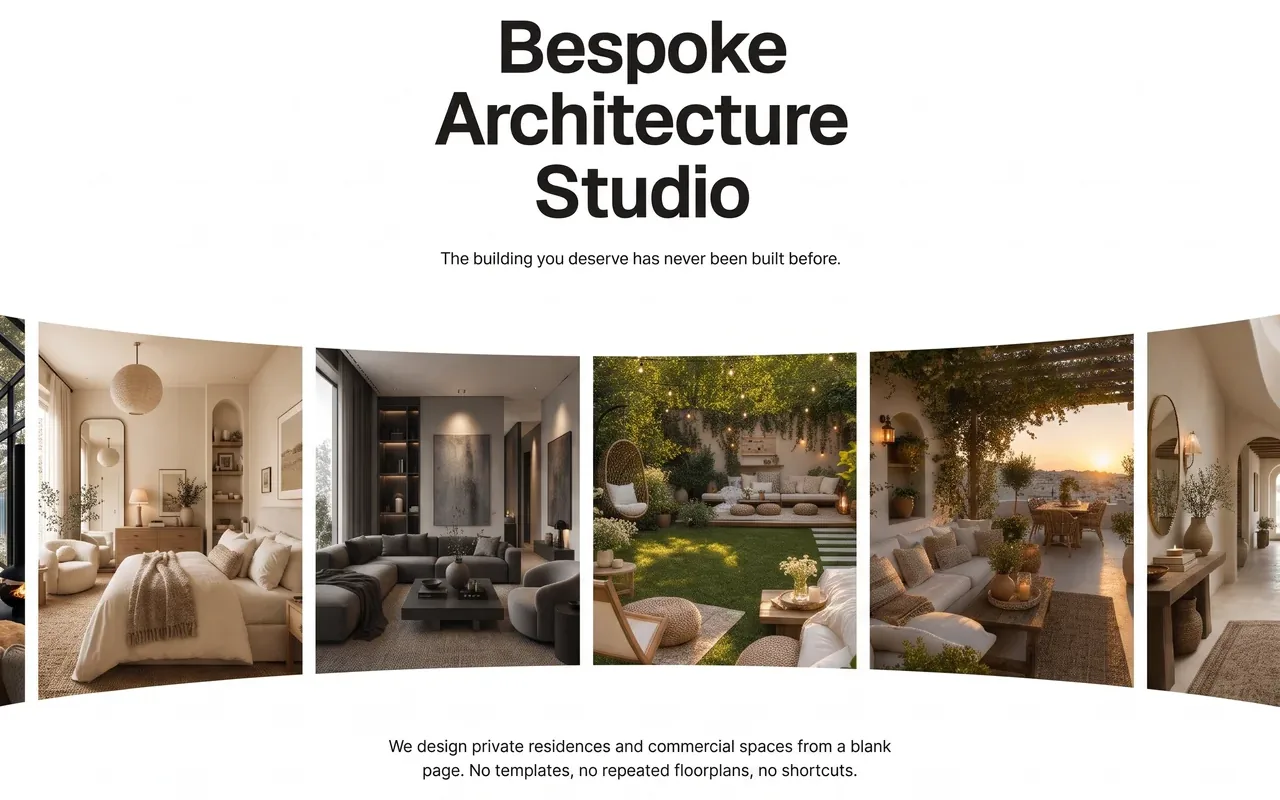 Bespoke
Architecture
Studio
The building you deserve has never been built before.
We design private residences and commercial spaces from a blank
page. No templates, no repeated floorplans, no shortcuts.